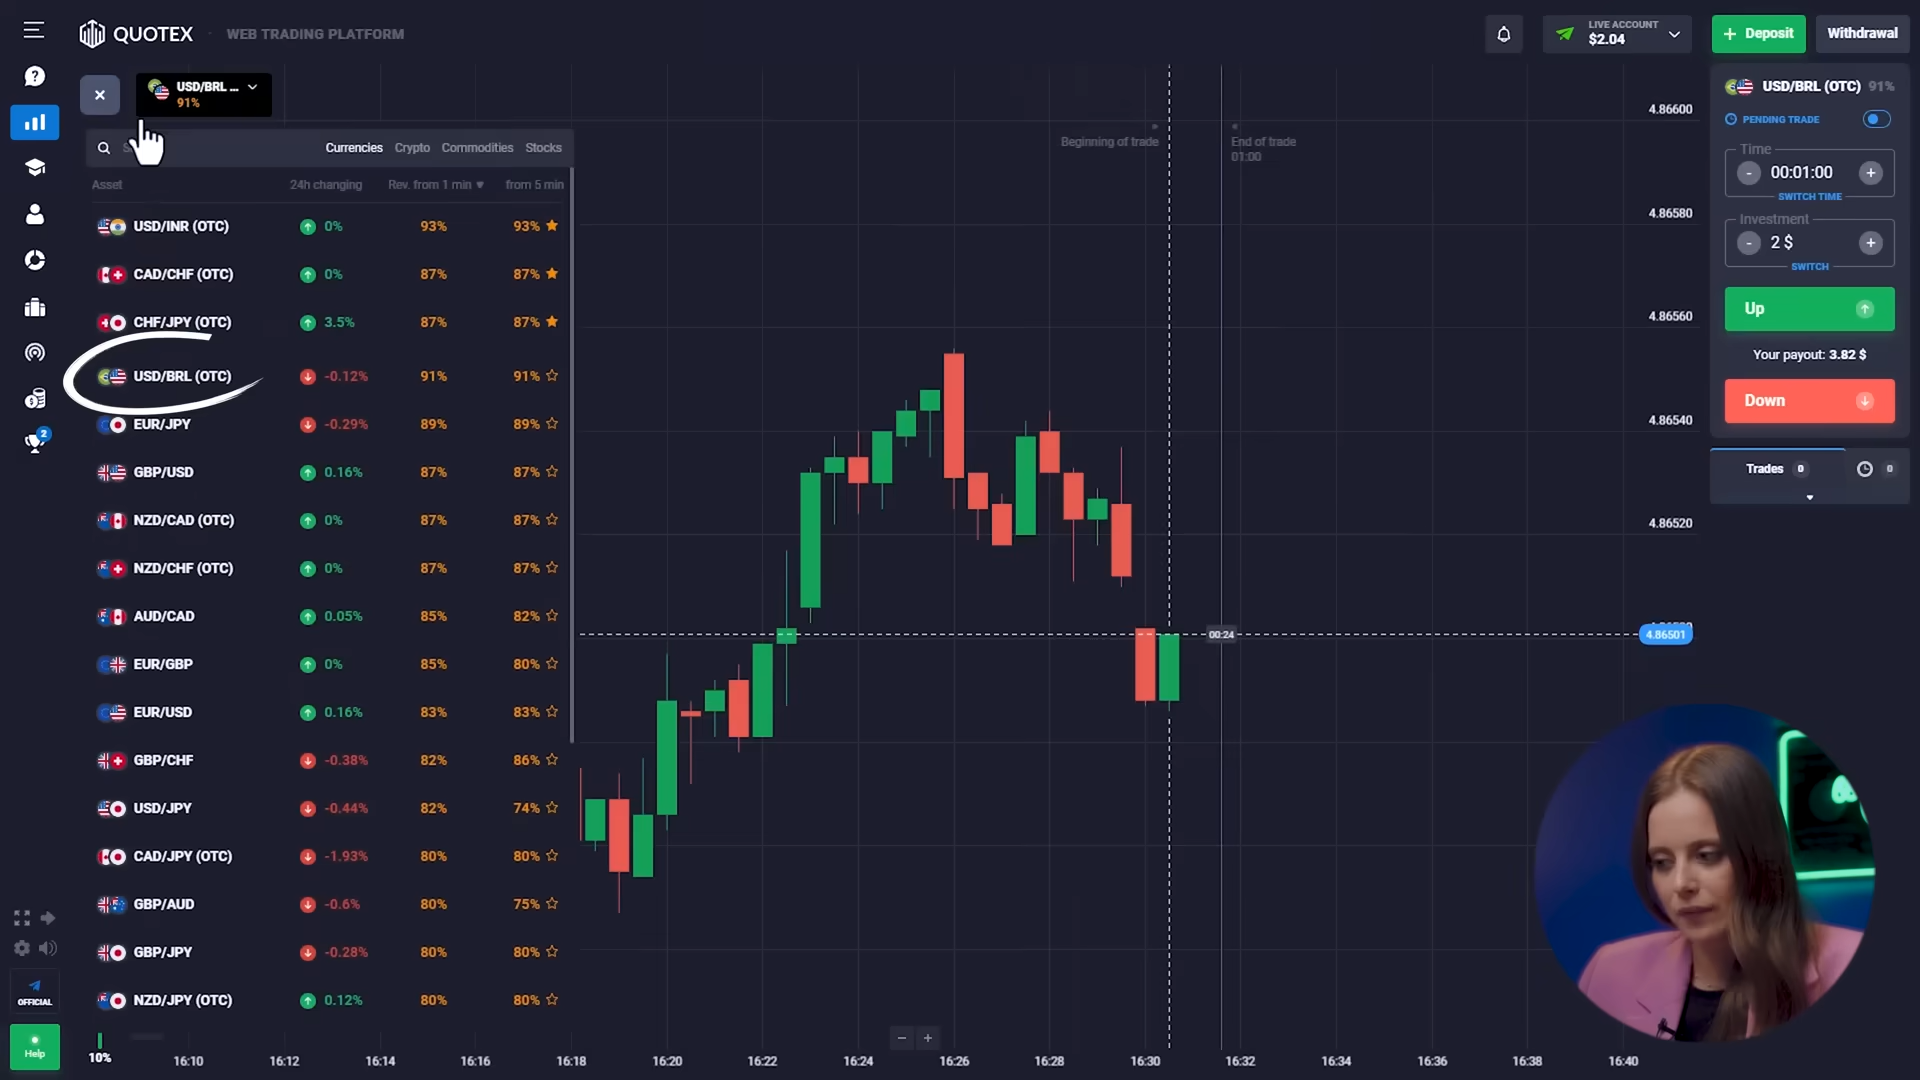 QUOTEX
WEB TRADING PLATFORM
LIVE ACCOUNT
$2.04
Deposit
Withdrawal
USD/BRL ...
91%
Currencies Crypto Commodities Stocks
Asset 24h changing Rev. from 1 min from 5 min
USD/INR (OTC) 0% 93% 93%
CAD/CHF (OTC) 0% 87% 87%
CHF/JPY (OTC) 3.5% 87% 87%
USD/BRL (OTC) -0.12% 91% 91%
EUR/JPY -0.29% 89% 89%
GBP/USD 0.16% 87% 87%
NZD/CAD (OTC) 0% 87% 87%
NZD/CHF (OTC) 0% 87% 87%
AUD/CAD 0.05% 85% 82%
EUR/GBP 0% 85% 80%
EUR/USD 0.16% 83% 83%
GBP/CHF -0.38% 82% 86%
USD/JPY -0.44% 82% 74%
CAD/JPY (OTC) -1.93% 80% 80%
GBP/AUD -0.6% 80% 75%
GBP/JPY -0.28% 80% 80%
NZD/JPY (OTC) 0.12% 80% 80%
2
OFFICIAL
Help
10%
Beginning of trade
End of trade
01:00
4.86600
4.86580
4.86560
4.86540
4.86520
4.86501
00:24
16:10 16:12 16:14 16:16 16:18 16:20 16:22 16:24 16:26 16:28 16:30 16:32 16:34 16:36 16:38 16:40
USD/BRL (OTC) 91%
PENDING TRADE
Time
- 00:01:00 +
SWITCH TIME
Investment
- 2 $ +
SWITCH
Up
Your payout: 3.82 $
Down
Trades 0 0